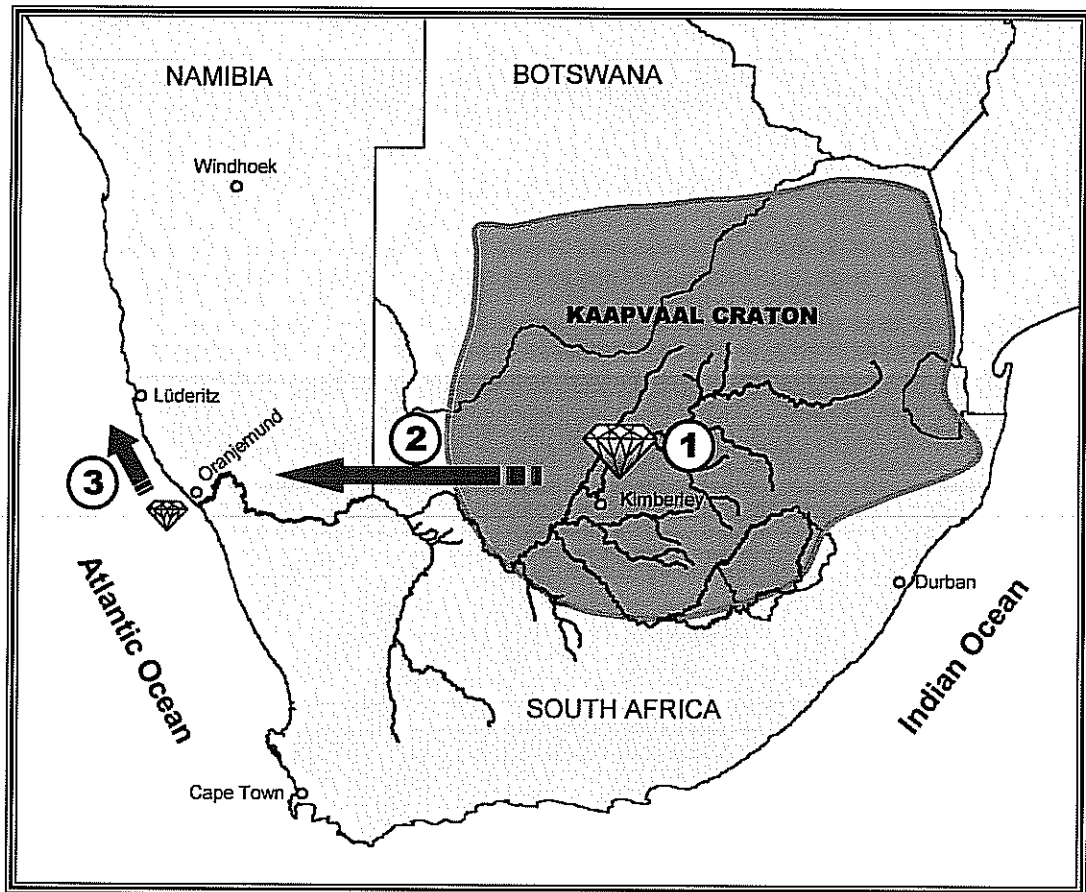 NAMIBIA
BOTSWANA
Windhoek
KAAPVAAL CRATON
Lüderitz
Oranjemund
2
1
3
Kimberley
Durban
Atlantic Ocean
Indian Ocean
SOUTH AFRICA
Cape Town